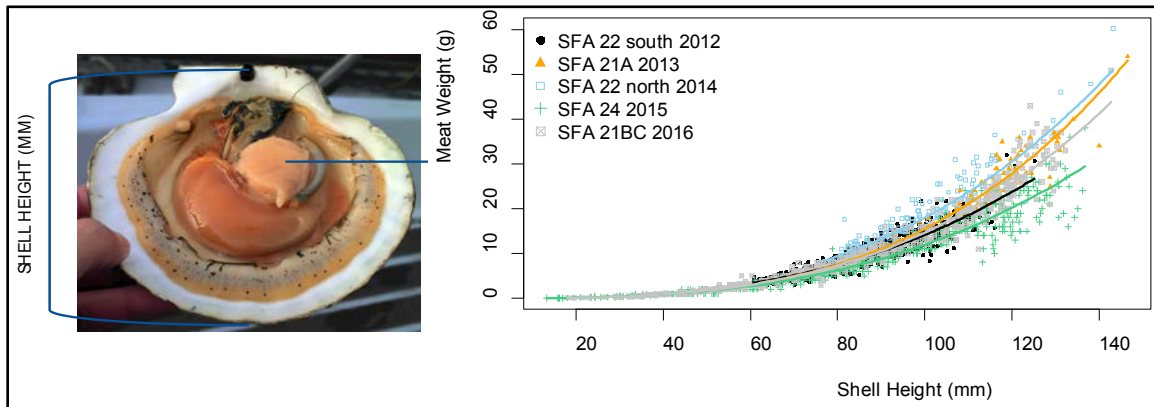 SHELL HEIGHT (MM)
Meat Weight (g)
60
50
40
30
20
10
0
SFA 22 south 2012
SFA 21A 2013
SFA 22 north 2014
SFA 24 2015
SFA 21BC 2016
20
40
60
80
100
120
140
Shell Height (mm)